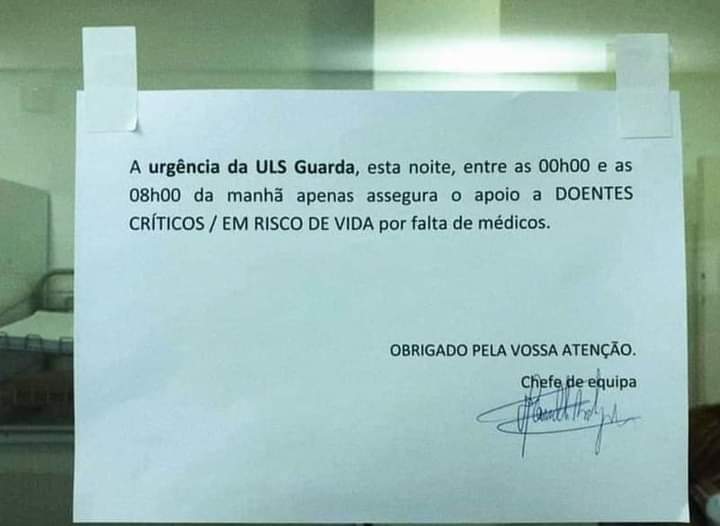 A urgência da ULS Guarda, esta noite, entre as 00h00 e as
08h00 da manhã apenas assegura o apoio a DOENTES
CRÍTICOS / EM RISCO DE VIDA por falta de médicos.
OBRIGADO PELA VOSSA ATENÇÃO.
Chefe de equipa